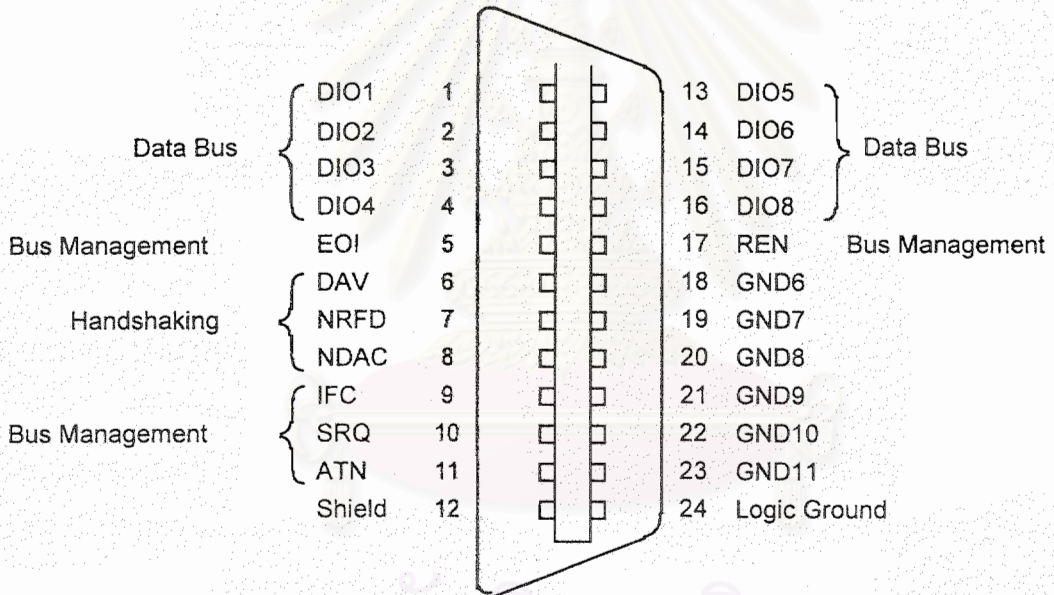 DIO1 1 13 DIO5
DIO2 2 14 DIO6
Data Bus Data Bus
DIO3 3 15 DIO7
DIO4 4 16 DIO8
Bus Management EOI 5 17 REN Bus Management
DAV 6 18 GND6
Handshaking NRFD 7 19 GND7
NDAC 8 20 GND8
IFC 9 21 GND9
Bus Management SRQ 10 22 GND10
ATN 11 23 GND11
Shield 12 24 Logic Ground